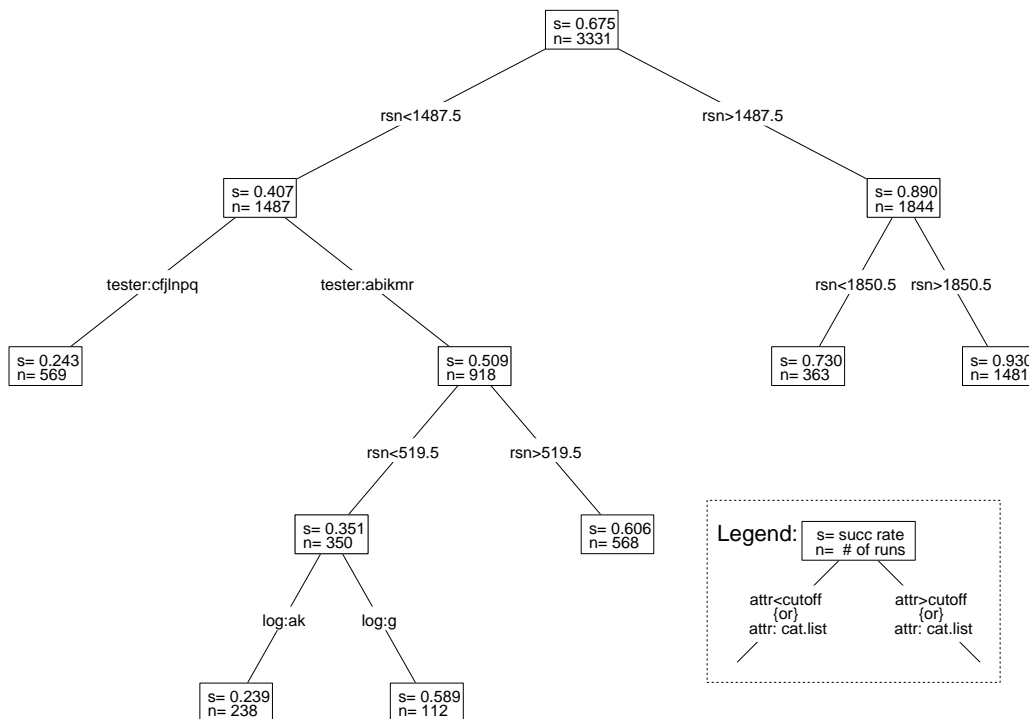 s= 0.675
n= 3331
rsn<1487.5
rsn>1487.5
s= 0.407
n= 1487
s= 0.890
n= 1844
tester:cfjlnpq
tester:abikmr
rsn<1850.5
rsn>1850.5
s= 0.243
n= 569
s= 0.509
n= 918
s= 0.730
n= 363
s= 0.930
n= 1481
rsn<519.5
rsn>519.5
s= 0.351
n= 350
s= 0.606
n= 568
log:ak
log:g
s= 0.239
n= 238
s= 0.589
n= 112
Legend:
s= succ rate
n= # of runs
attr<cutoff
{or}
attr: cat.list
attr>cutoff
{or}
attr: cat.list